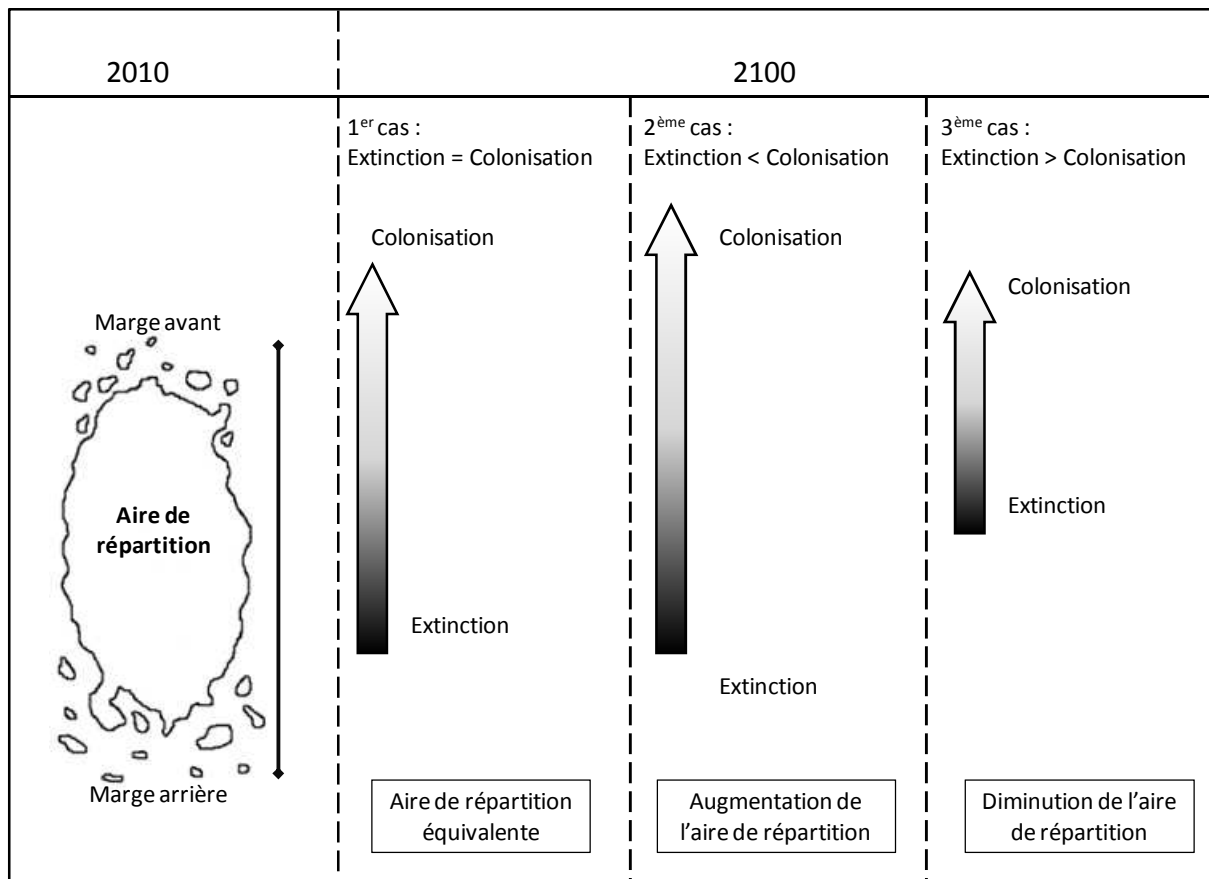 2010
2100
1er cas :
Extinction = Colonisation
2ème cas :
Extinction < Colonisation
3ème cas :
Extinction > Colonisation
Colonisation
Colonisation
Colonisation
Marge avant
Aire de
répartition
Extinction
Extinction
Extinction
Marge arrière
Aire de répartition
équivalente
Augmentation de
l’aire de répartition
Diminution de l’aire
de répartition